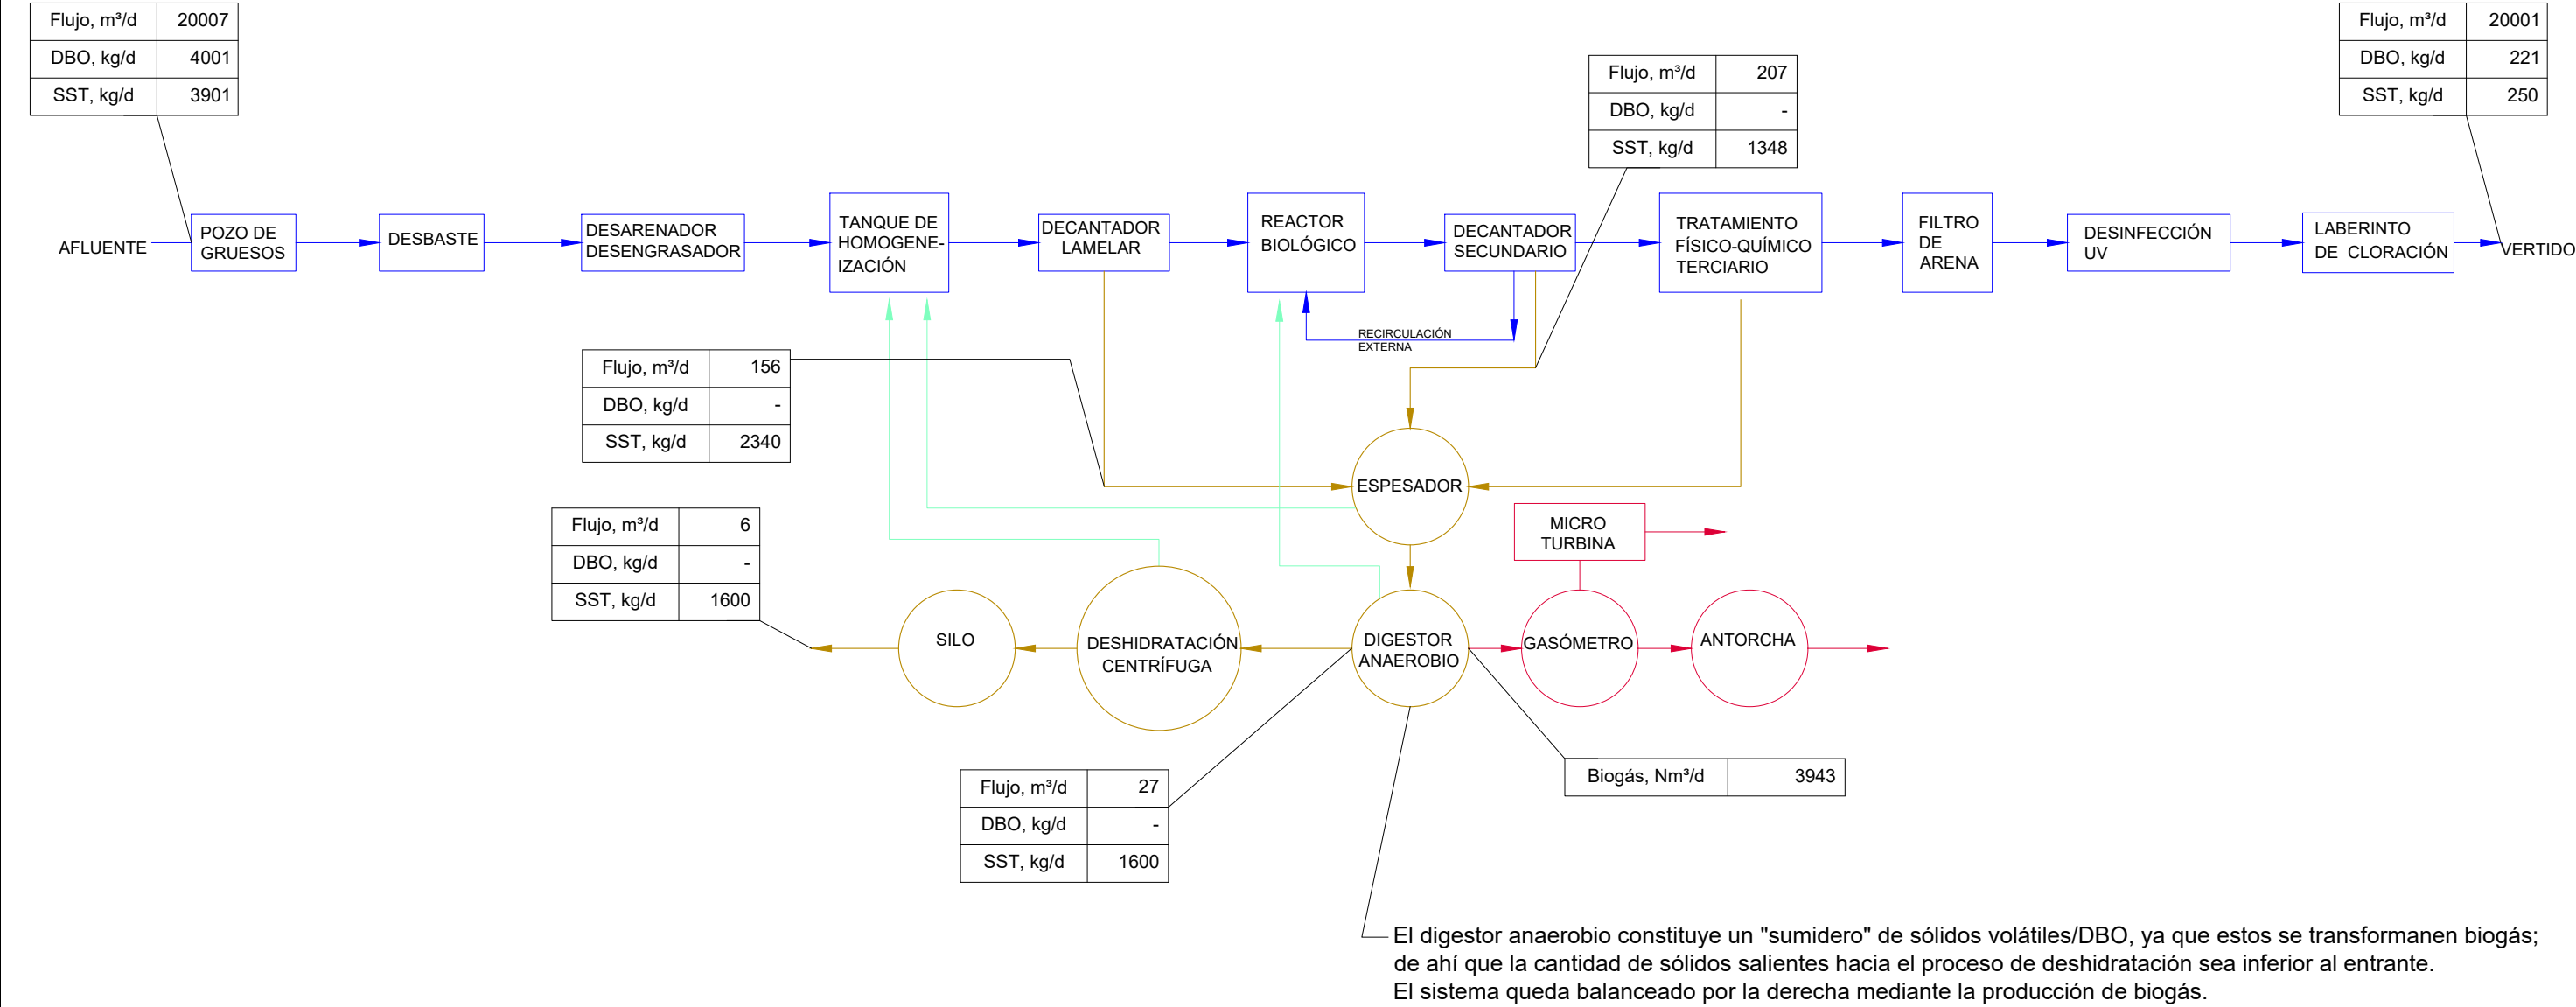 Flujo, m³/d 20007
DBO, kg/d 4001
SST, kg/d 3901
Flujo, m³/d 20001
DBO, kg/d 221
SST, kg/d 250
Flujo, m³/d 207
DBO, kg/d -
SST, kg/d 1348
AFLUENTE
POZO DE
GRUESOS
DESBASTE
DESARENADOR
DESENGRASADOR
TANQUE DE
HOMOGENE-
IZACIÓN
DECANTADOR
LAMELAR
REACTOR
BIOLÓGICO
DECANTADOR
SECUNDARIO
TRATAMIENTO
FÍSICO-QUÍMICO
TERCIARIO
FILTRO
DE
ARENA
DESINFECCIÓN
UV
LABERINTO
DE CLORACIÓN
VERTIDO
RECIRCULACIÓN
EXTERNA
Flujo, m³/d 156
DBO, kg/d -
SST, kg/d 2340
ESPESADOR
Flujo, m³/d 6
DBO, kg/d -
SST, kg/d 1600
MICRO
TURBINA
SILO
DESHIDRATACIÓN
CENTRÍFUGA
DIGESTOR
ANAEROBIO
GASÓMETRO
ANTORCHA
Flujo, m³/d 27
DBO, kg/d -
SST, kg/d 1600
Biogás, Nm³/d 3943
El digestor anaerobio constituye un "sumidero" de sólidos volátiles/DBO, ya que estos se transformanen biogás;
de ahí que la cantidad de sólidos salientes hacia el proceso de deshidratación sea inferior al entrante.
El sistema queda balanceado por la derecha mediante la producción de biogás.